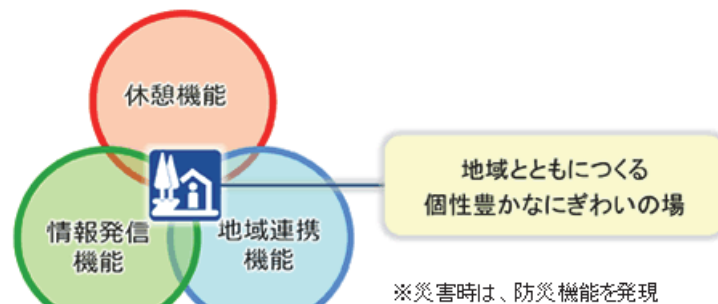 休憩機能
情報発信
機能
地域連携
機能
地域とともにつくる
個性豊かなにぎわいの場
※災害時は、防災機能を発現